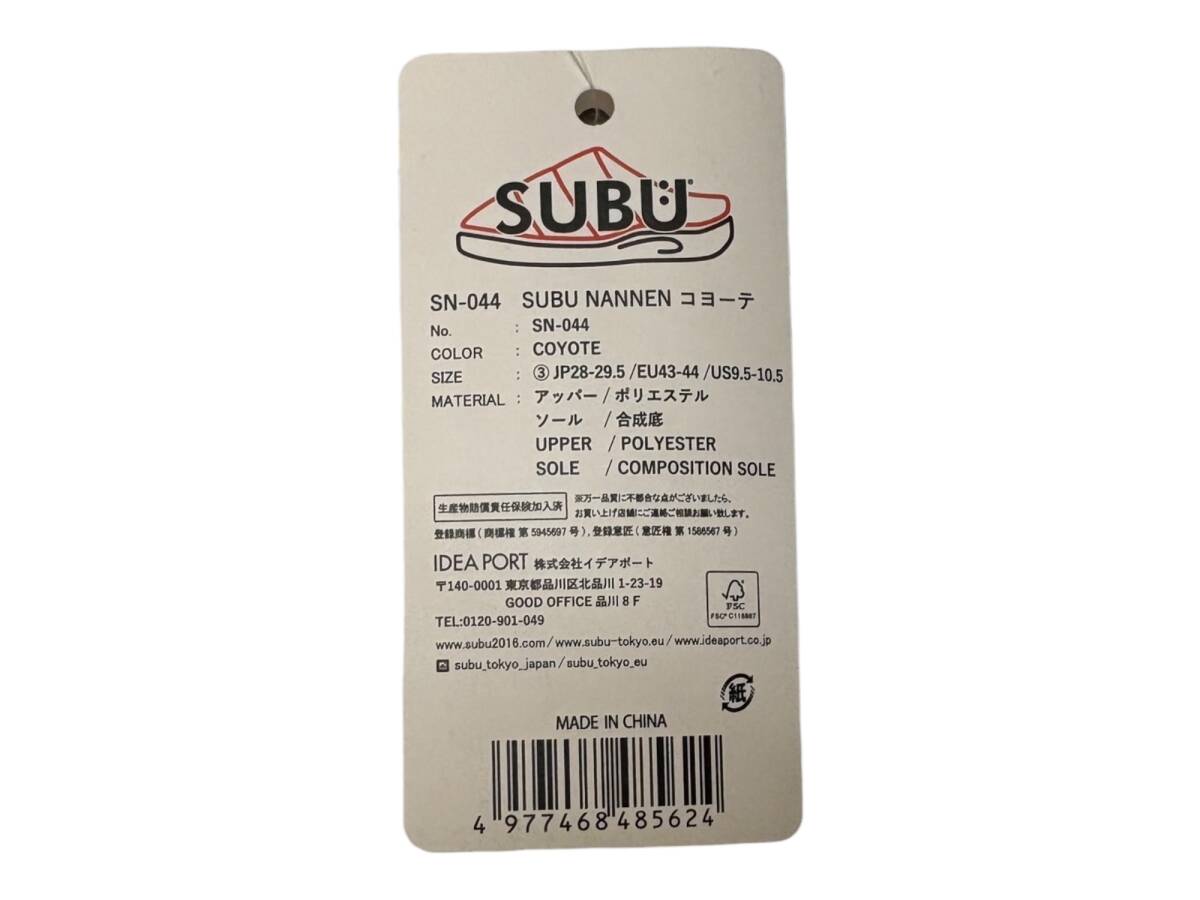 SUBU
SN-044 SUBU NANNEN コヨーテ
No. : SN-044
COLOR : COYOTE
SIZE : ③ JP28-29.5 /EU43-44 /US9.5-10.5
MATERIAL : アッパー / ポリエステル
ソール / 合成底
UPPER / POLYESTER
SOLE / COMPOSITION SOLE
生産物賠償責任保険加入済
※万一品質に不都合な点がございましたら、
お買い上げ店舗にご連絡ご相談お願い致します。
登録商標 ( 商標権 第 5945697 号 ) , 登録意匠 ( 意匠権 第 1586567 号 )
IDEA PORT 株式会社イデアポート
〒140-0001 東京都品川区北品川 1-23-19
GOOD OFFICE 品川 8 F
TEL:0120-901-049
FSC
www.subu2016.com / www.subu-tokyo.eu / www.ideaport.co.jp
subu_tokyo_japan / subu_tokyo_eu
紙
MADE IN CHINA
4 977468 485624